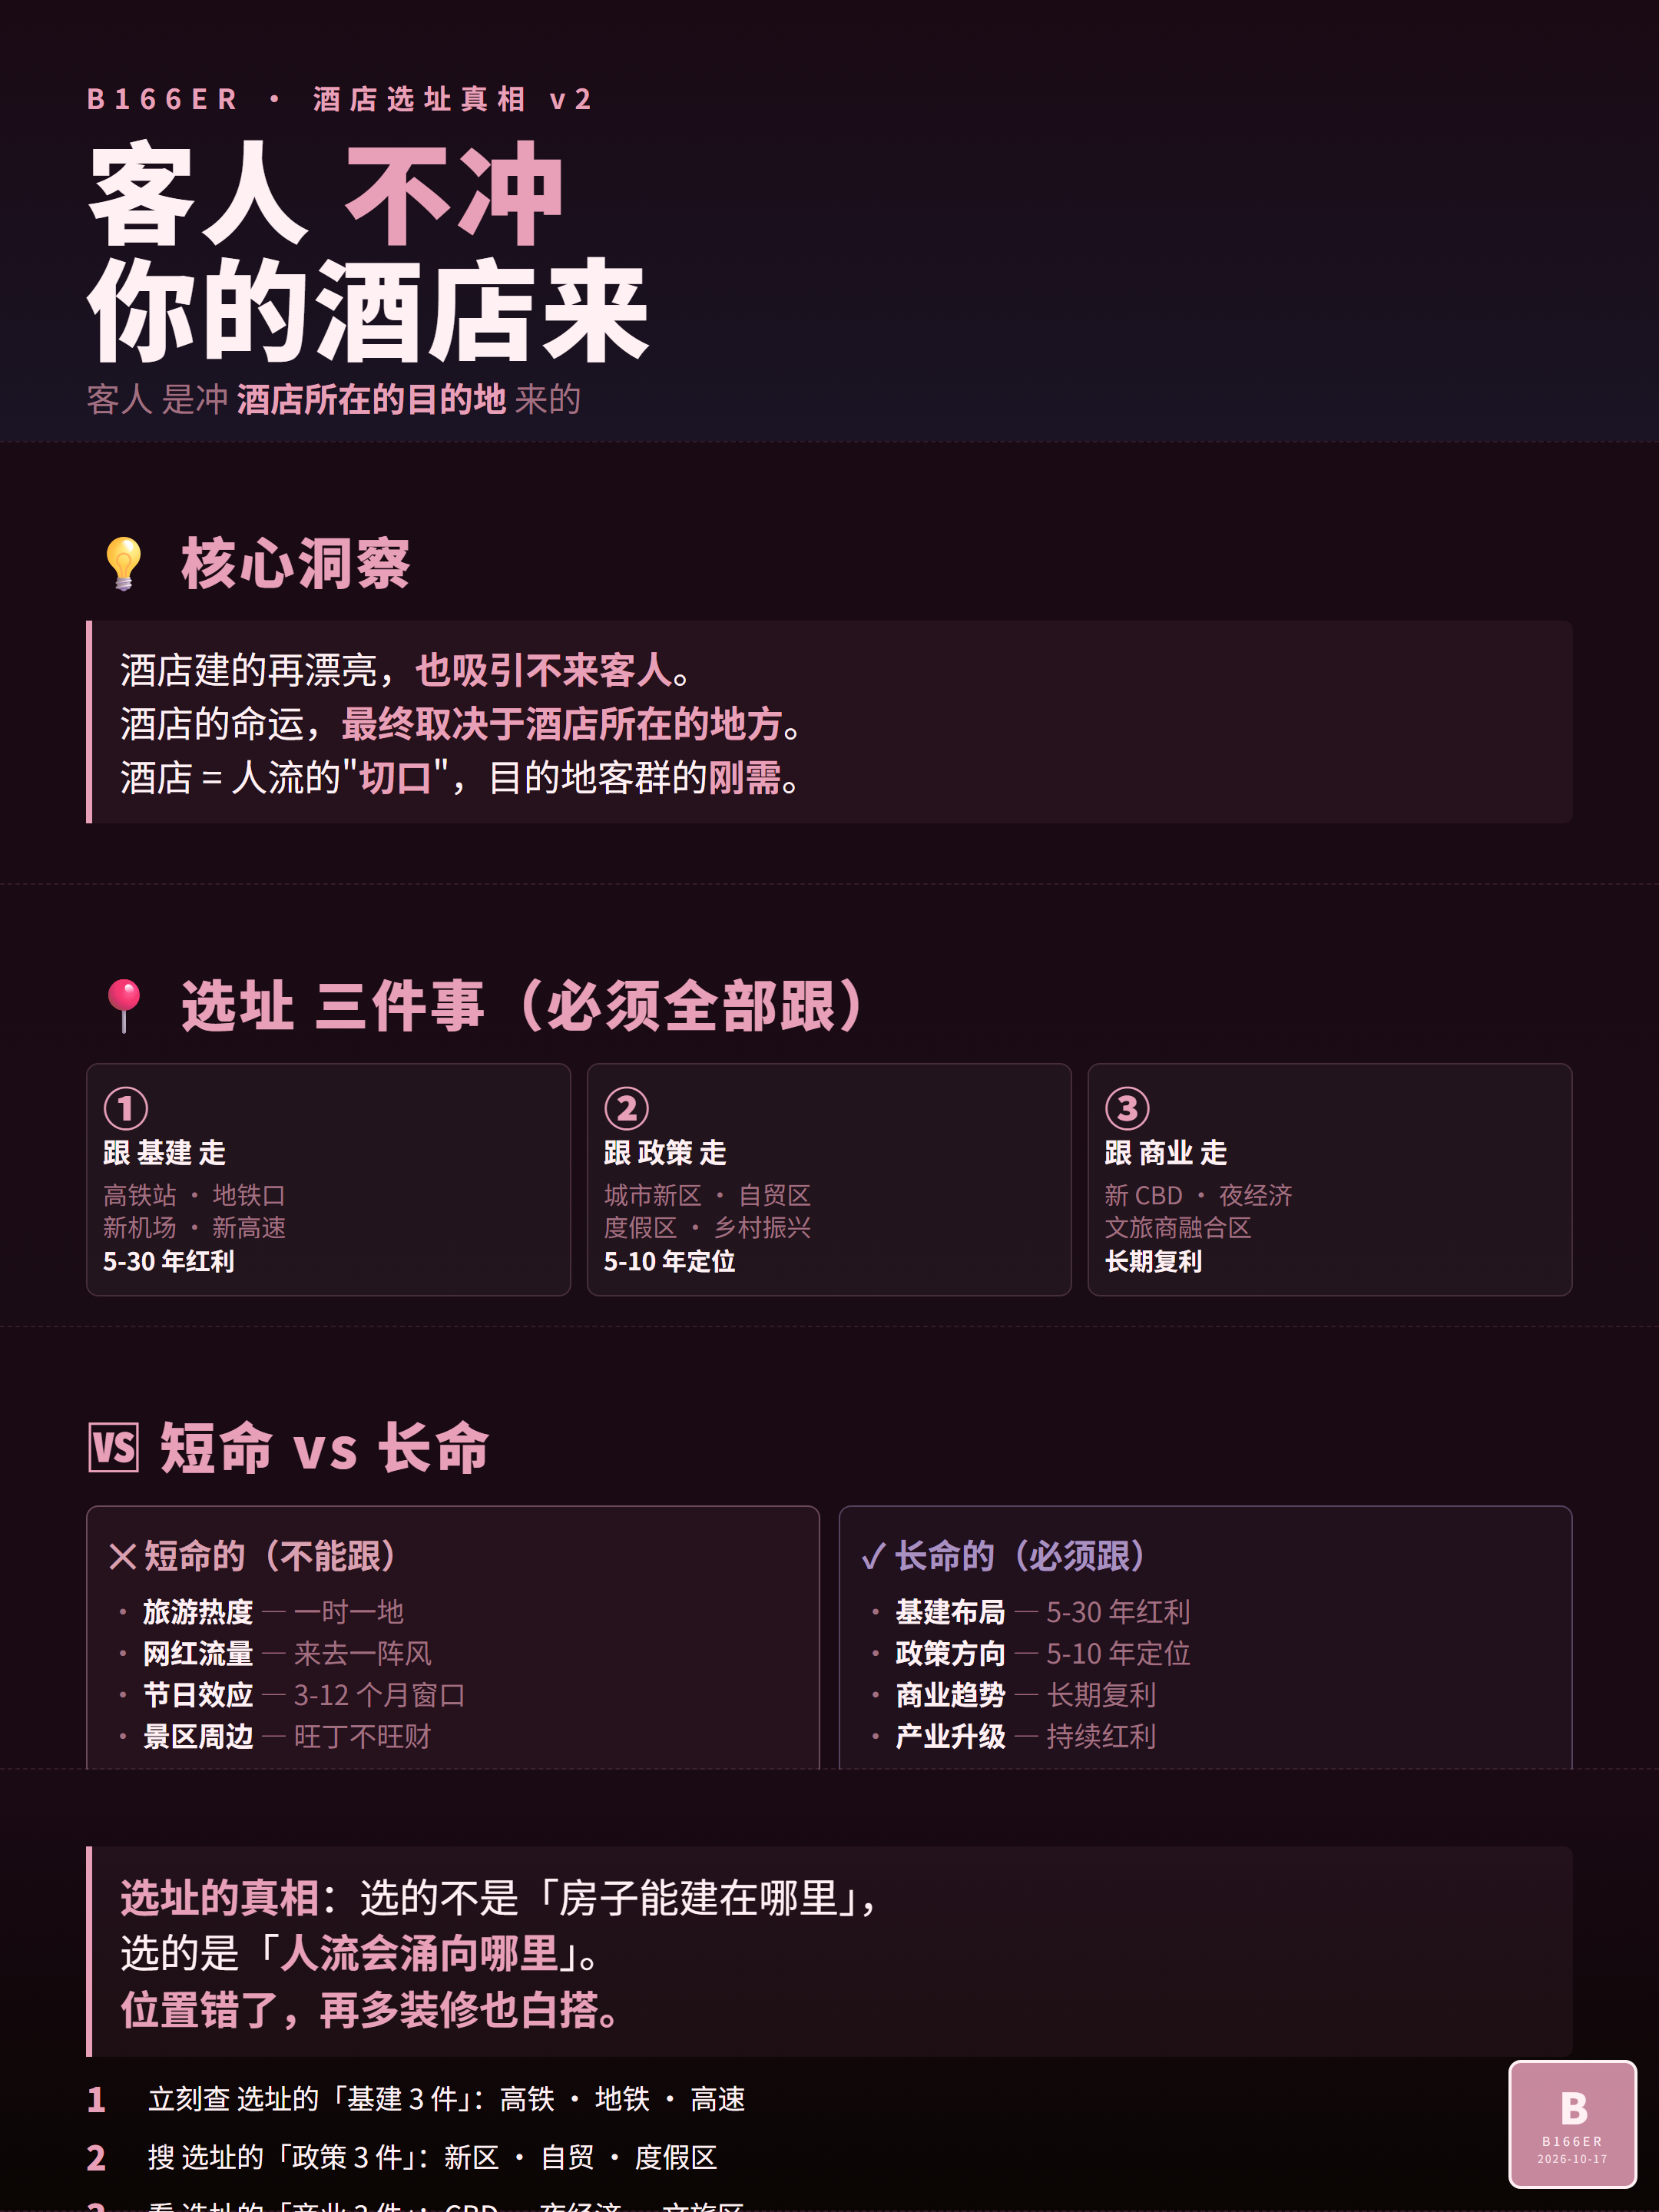 B166ER · 酒店选址真相 v2
客人 不冲
你的酒店来
客人 是冲 酒店所在的目的地 来的
💡 核心洞察
酒店建的再漂亮，也吸引不来客人。
酒店的命运，最终取决于酒店所在的地方。
酒店 = 人流的"切口"，目的地客群的刚需。
📍 选址 三件事（必须全部跟）
①
跟 基建 走
高铁站 · 地铁口
新机场 · 新高速
5-30 年红利
②
跟 政策 走
城市新区 · 自贸区
度假区 · 乡村振兴
5-10 年定位
③
跟 商业 走
新 CBD · 夜经济
文旅商融合区
长期复利
🆚 短命 vs 长命
✕ 短命的（不能跟）
· 旅游热度 — 一时一地
· 网红流量 — 来去一阵风
· 节日效应 — 3-12 个月窗口
· 景区周边 — 旺丁不旺财
✓ 长命的（必须跟）
· 基建布局 — 5-30 年红利
· 政策方向 — 5-10 年定位
· 商业趋势 — 长期复利
· 产业升级 — 持续红利
选址的真相：选的不是「房子能建在哪里」，
选的是「人流会涌向哪里」。
位置错了，再多装修也白搭。
1 立刻查 选址的「基建 3 件」：高铁 · 地铁 · 高速
2 搜 选址的「政策 3 件」：新区 · 自贸 · 度假区
看 选址的「商业 3 件」：CBD · 夜经济 · 文旅区
B
B166ER
2026-10-17